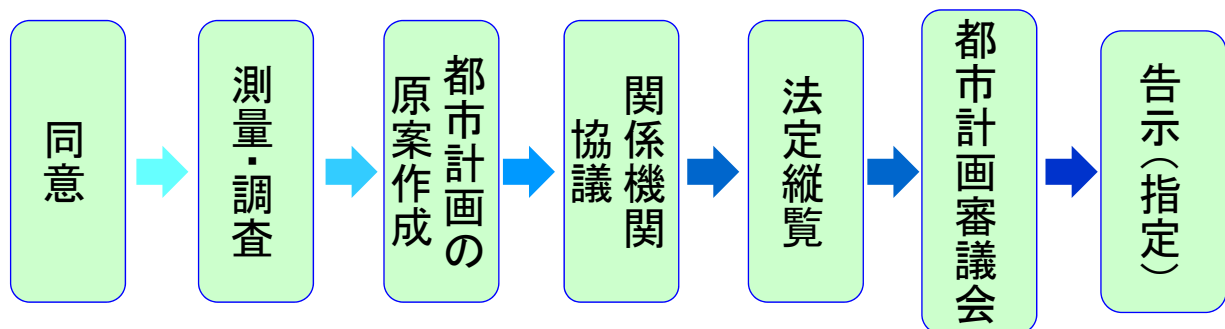 同意
測量・調査
都市計画の
原案作成
関係機関
協議
法定縦覧
都市計画審議会
告示（指定）